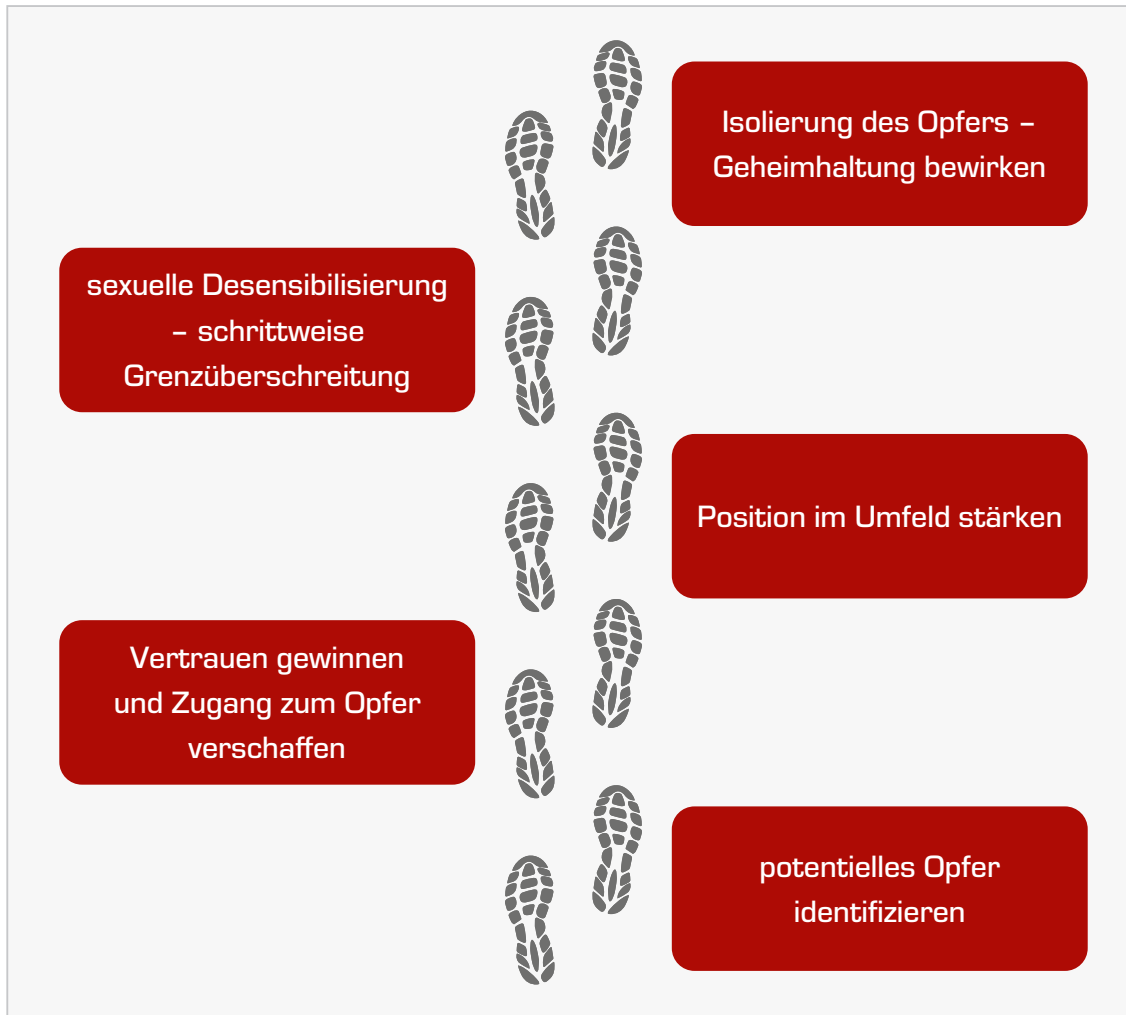 Isolierung des Opfers –
Geheimhaltung bewirken
sexuelle Desensibilisierung
– schrittweise
Grenzüberschreitung
Position im Umfeld stärken
Vertrauen gewinnen
und Zugang zum Opfer
verschaffen
potentielles Opfer
identifizieren